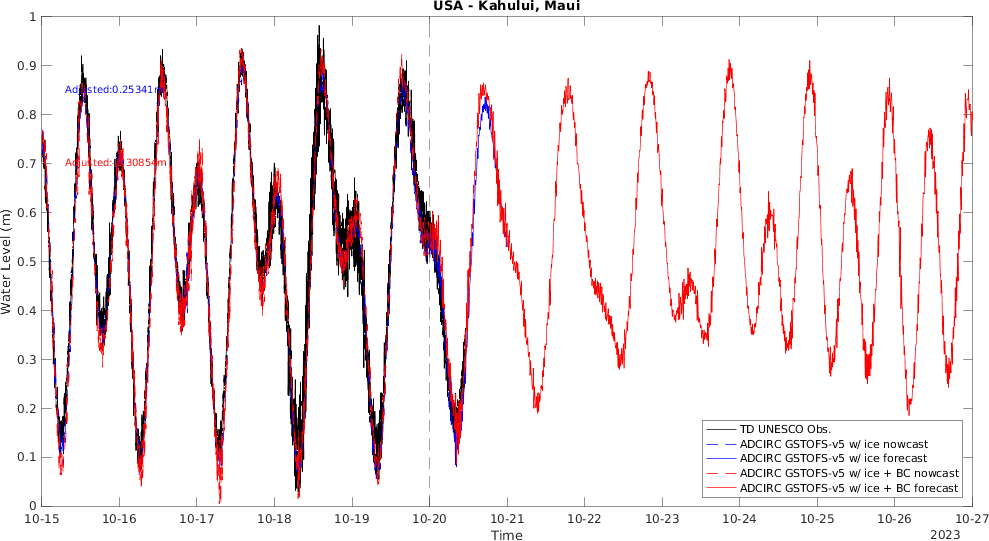 USA - Kahului, Maui
1
0.9
0.8
0.7
0.6
0.5
0.4
0.3
0.2
0.1
0
Water Level (m)
Adjusted:0.25341m
30854m
TD UNESCO Obs.
ADCIRC GSTOFS-v5 w/ ice nowcast
ADCIRC GSTOFS-v5 w/ ice forecast
ADCIRC GSTOFS-v5 w/ ice + BC nowcast
ADCIRC GSTOFS-v5 w/ ice + BC forecast
10-15 10-16 10-17 10-18 10-19 10-20 10-21 10-22 10-23 10-24 10-25 10-26 10-27
Time
2023